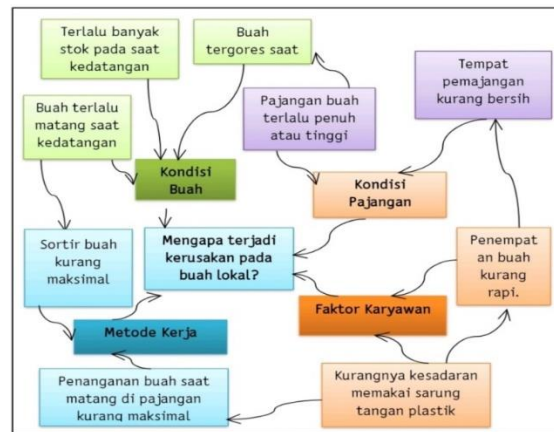 Terlalu banyak
stok pada saat
kedatangan
Buah
tergores saat
Tempat
pemajangan
kurang bersih
Buah terlalu
matang saat
kedatangan
Pajangan buah
terlalu penuh
atau tinggi
Kondisi
Buah
Kondisi
Pajangan
Sortir buah
kurang
maksimal
Mengapa terjadi
kerusakan pada
buah lokal?
Penempat
an buah
kurang
rapi.
Metode Kerja
Faktor Karyawan
Penanganan buah saat
matang di pajangan
kurang maksimal
Kurangnya kesadaran
memakai sarung
tangan plastik